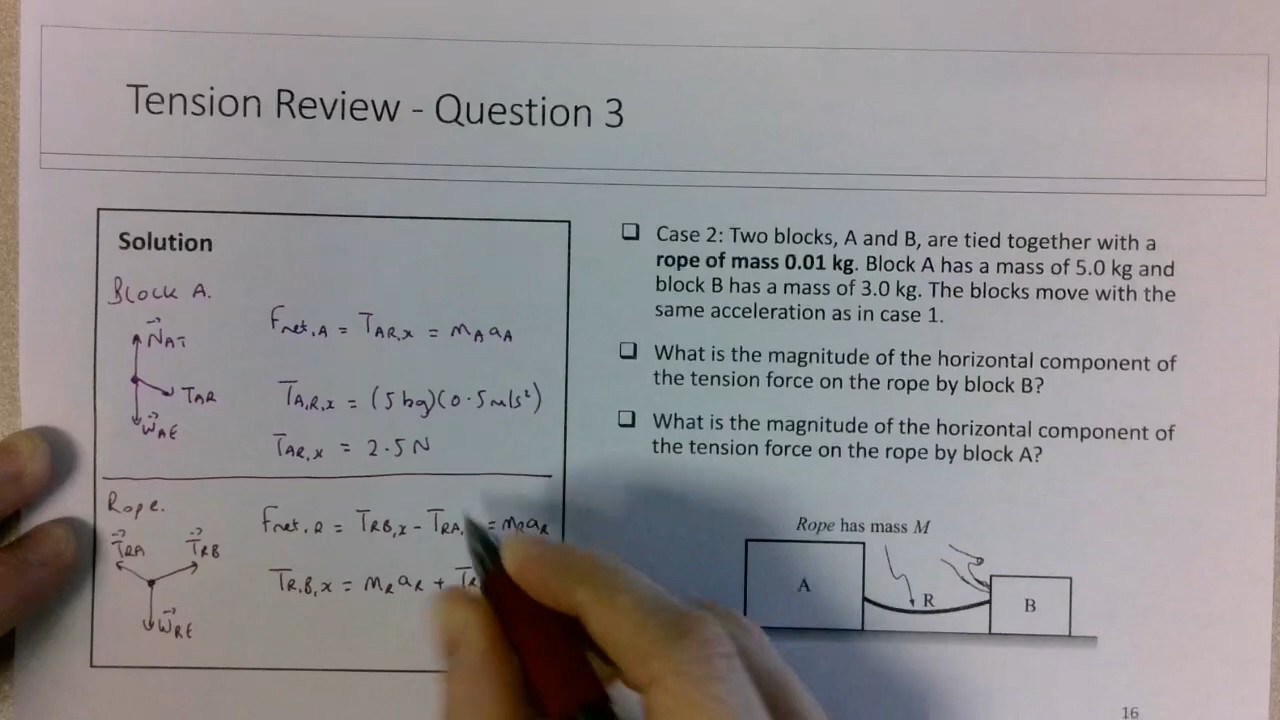 Tension Review - Question 3
Solution
BLOCK A.
N⃗AT
TAR
W⃗AE
Fnet,A = TAR,x = mAaA
TA,R,x = (5kg)(0.5m/s²)
TAR,x = 2.5N
Rope.
T⃗RA
T⃗RB
W⃗RE
Fnet,R = TRB,x - TRA, = mRaR
TR,B,x = mRaR +
❑ Case 2: Two blocks, A and B, are tied together with a
rope of mass 0.01 kg. Block A has a mass of 5.0 kg and
block B has a mass of 3.0 kg. The blocks move with the
same acceleration as in case 1.
❑ What is the magnitude of the horizontal component of
the tension force on the rope by block B?
❑ What is the magnitude of the horizontal component of
the tension force on the rope by block A?
Rope has mass M
A
R
B
16